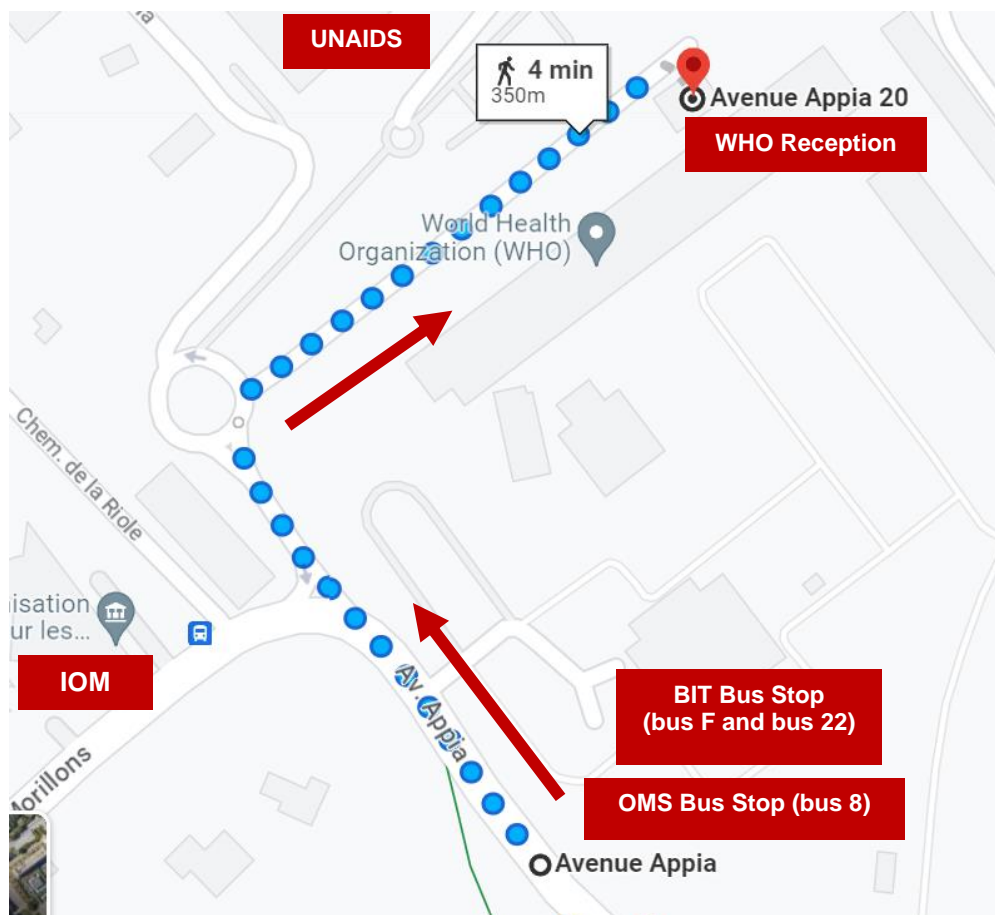 UNAIDS
4 min
350m
Avenue Appia 20
WHO Reception
World Health
Organization (WHO)
Chem. de la Riole
isation
ur les...
IOM
Av. Appia
BIT Bus Stop
(bus F and bus 22)
Morillons
OMS Bus Stop (bus 8)
Avenue Appia